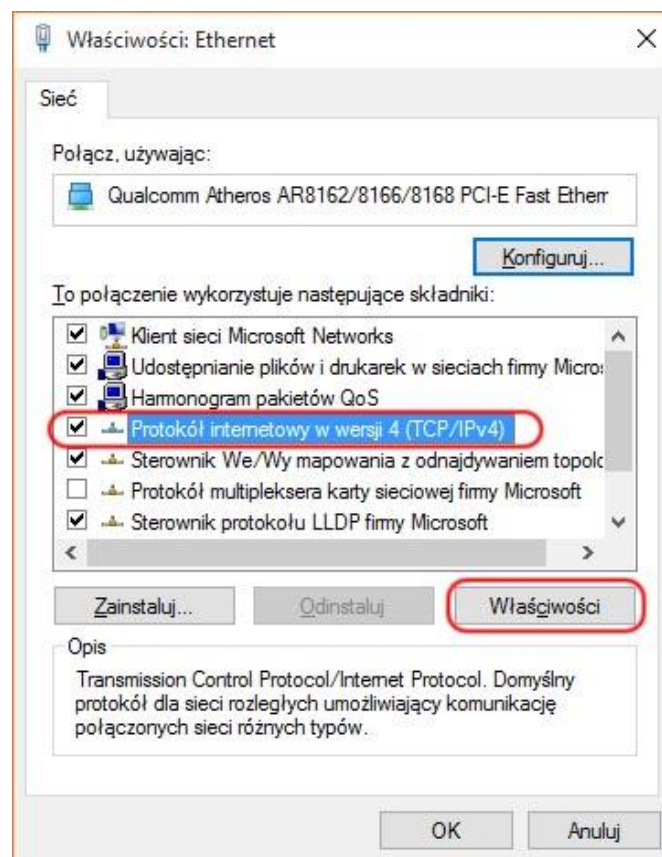 Właściwości: Ethernet
Sieć
Połącz, używając:
Qualcomm Atheros AR8162/8166/8168 PCI-E Fast Ethern
Konfiguruj...
To połączenie wykorzystuje następujące składniki:
Klient sieci Microsoft Networks
Udostępnianie plików i drukarek w sieciach firmy Micros
Harmonogram pakietów QoS
Protokół internetowy w wersji 4 (TCP/IPv4)
Sterownik We/Wy mapowania z odnajdywaniem topolc
Protokół multipleksera karty sieciowej firmy Microsoft
Sterownik protokołu LLDP firmy Microsoft
Zainstaluj...
Odinstaluj
Właściwości
Opis
Transmission Control Protocol/Internet Protocol. Domyślny
protokół dla sieci rozległych umożliwiający komunikację
połączonych sieci różnych typów.
OK
Anuluj